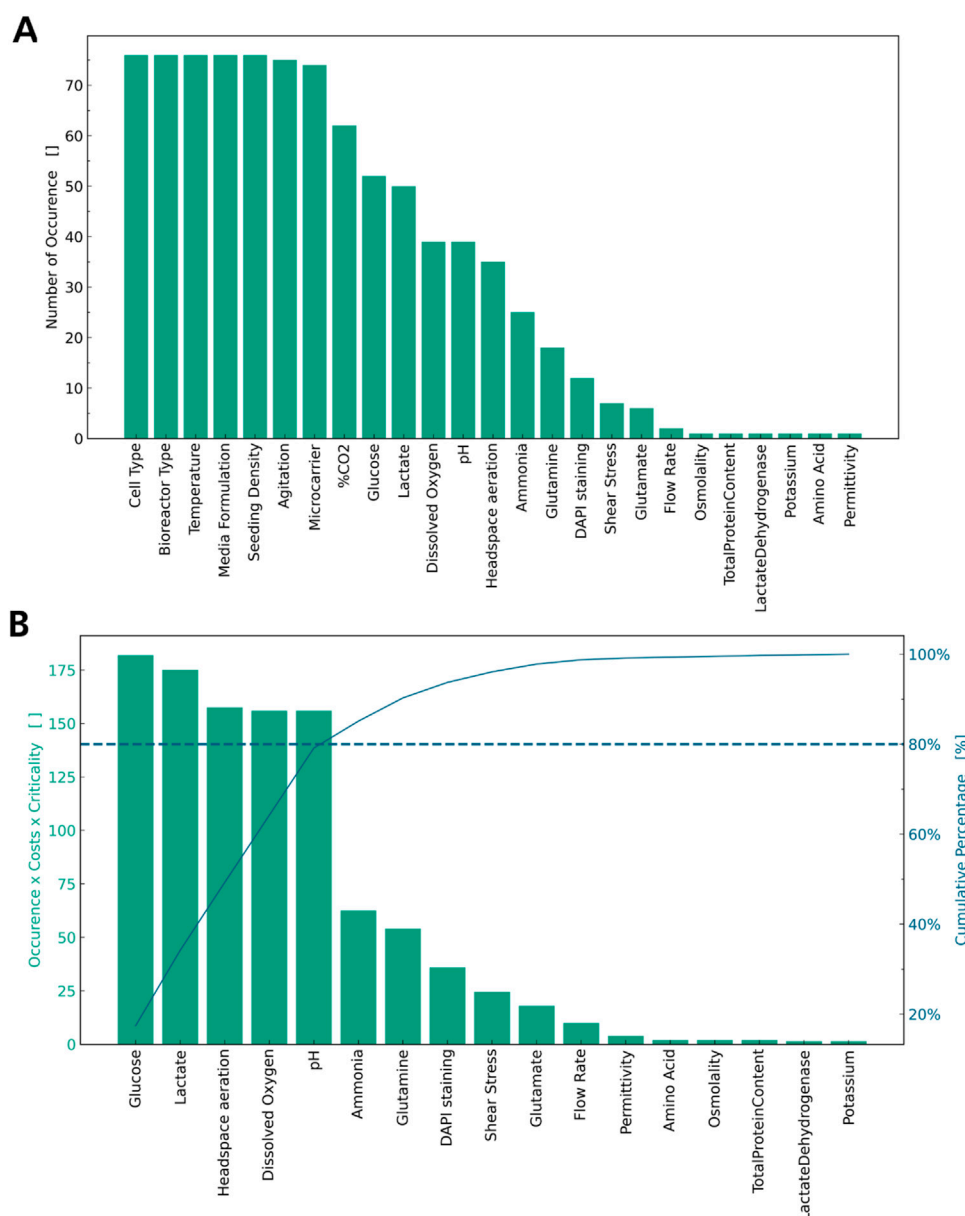 A
Number of Occurence []
70
60
50
40
30
20
10
0
Cell Type
Bioreactor Type
Temperature
Media Formulation
Seeding Density
Agitation
Microcarrier
%CO2
Glucose
Lactate
Dissolved Oxygen
pH
Headspace aeration
Ammonia
Glutamine
DAPI staining
Shear Stress
Glutamate
Flow Rate
Osmolality
TotalProteinContent
LactateDehydrogenase
Potassium
Amino Acid
Permittivity
B
Occurence x Costs x Criticality [ ]
175
150
125
100
75
50
25
0
100%
80%
60%
40%
20%
Cumulative Percentage [%]
Glucose
Lactate
Headspace aeration
Dissolved Oxygen
pH
Ammonia
Glutamine
DAPI staining
Shear Stress
Glutamate
Flow Rate
Permittivity
Amino Acid
Osmolality
TotalProteinContent
LactateDehydrogenase
Potassium